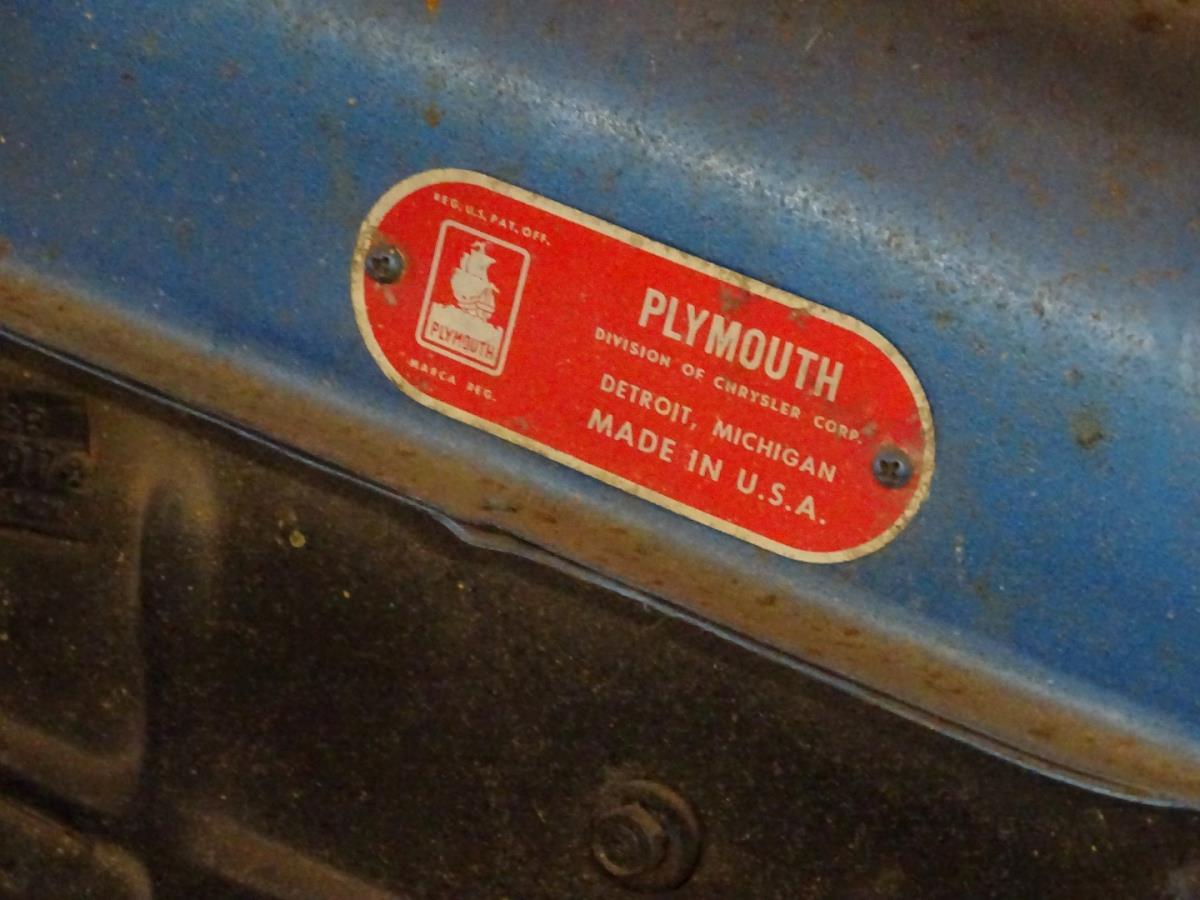 REG. U.S. PAT. OFF.
PLYMOUTH
MARCA REG.
PLYMOUTH
DIVISION OF CHRYSLER CORP.
DETROIT, MICHIGAN
MADE IN U.S.A.